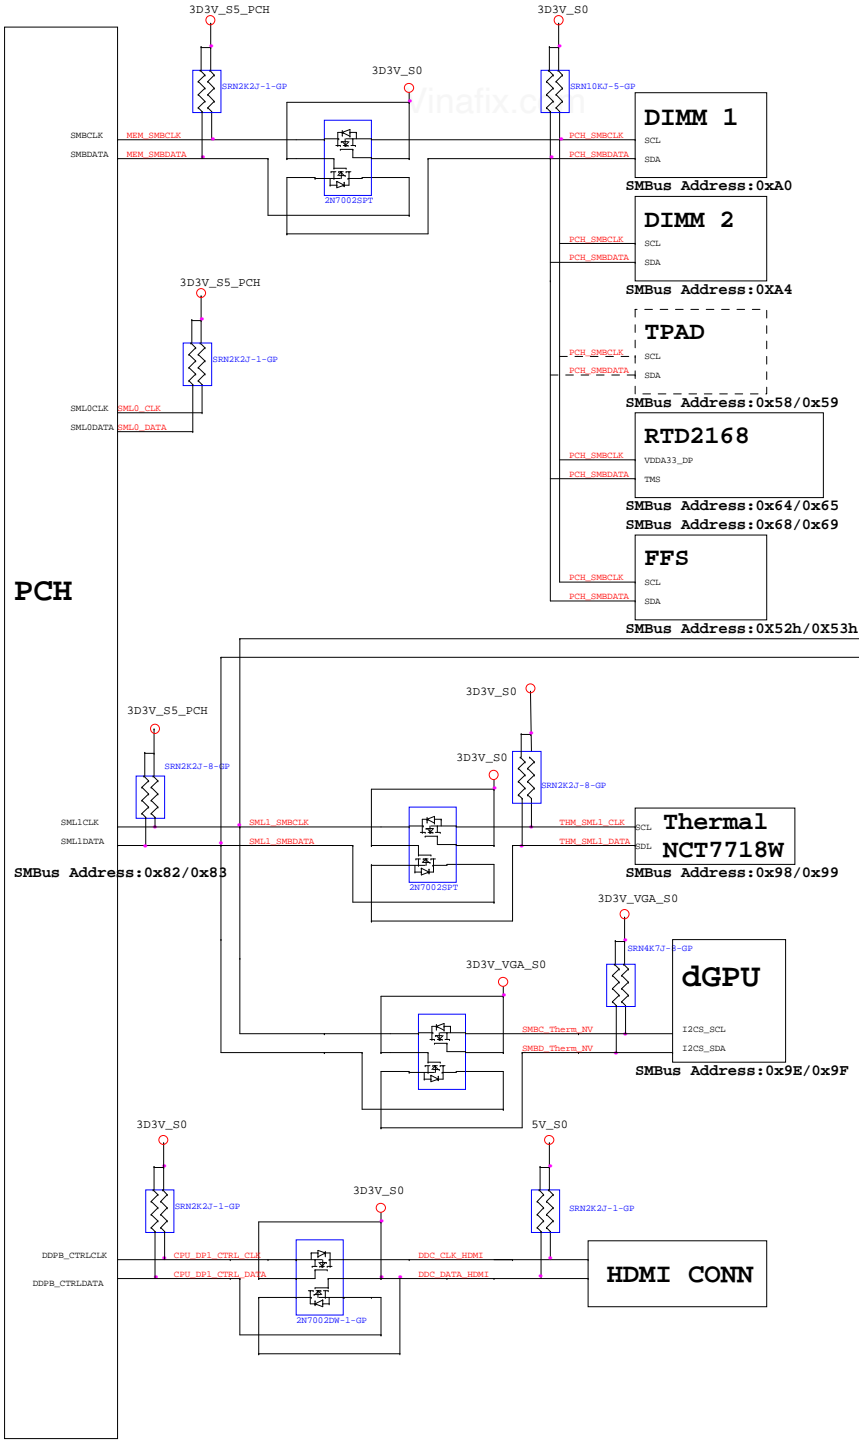 3D3V_S5_PCH
3D3V_S0
3D3V_S0
SRN2K2J-1-GP
SRN10KJ-5-GP
Vinafix.com
DIMM 1
SMBCLK
MEM_SMBCLK
PCH_SMBCLK
SCL
SMBDATA
MEM_SMBDATA
PCH_SMBDATA
SDA
SMBus Address:0xA0
2N7002SPT
DIMM 2
PCH_SMBCLK
SCL
PCH_SMBDATA
SDA
SMBus Address:0XA4
3D3V_S5_PCH
TPAD
SRN2K2J-1-GP
PCH_SMBCLK
SCL
PCH_SMBDATA
SDA
SMBus Address:0x58/0x59
SML0CLK
SML0_CLK
SML0DATA
SML0_DATA
RTD2168
PCH_SMBCLK
VDDA33_DP
PCH_SMBDATA
TMS
SMBus Address:0x64/0x65
SMBus Address:0x68/0x69
FFS
PCH_SMBCLK
SCL
PCH_SMBDATA
SDA
SMBus Address:0X52h/0X53h
PCH
3D3V_S0
3D3V_S5_PCH
3D3V_S0
SRN2K2J-8-GP
SRN2K2J-8-GP
SML1CLK
SML1_SMBCLK
THM_SML1_CLK
SCL
Thermal
SML1DATA
SML1_SMBDATA
THM_SML1_DATA
SDL
NCT7718W
SMBus Address:0x82/0x83
SMBus Address:0x98/0x99
2N7002SPT
3D3V_VGA_S0
SRN4K7J-8-GP
3D3V_VGA_S0
dGPU
SMBC_Therm_NV
I2CS_SCL
SMBD_Therm_NV
I2CS_SDA
SMBus Address:0x9E/0x9F
3D3V_S0
5V_S0
3D3V_S0
SRN2K2J-1-GP
SRN2K2J-1-GP
DDPB_CTRLCLK
CPU_DP1_CTRL_CLK
DDC_CLK_HDMI
DDPB_CTRLDATA
CPU_DP1_CTRL_DATA
DDC_DATA_HDMI
HDMI CONN
2N7002DW-1-GP